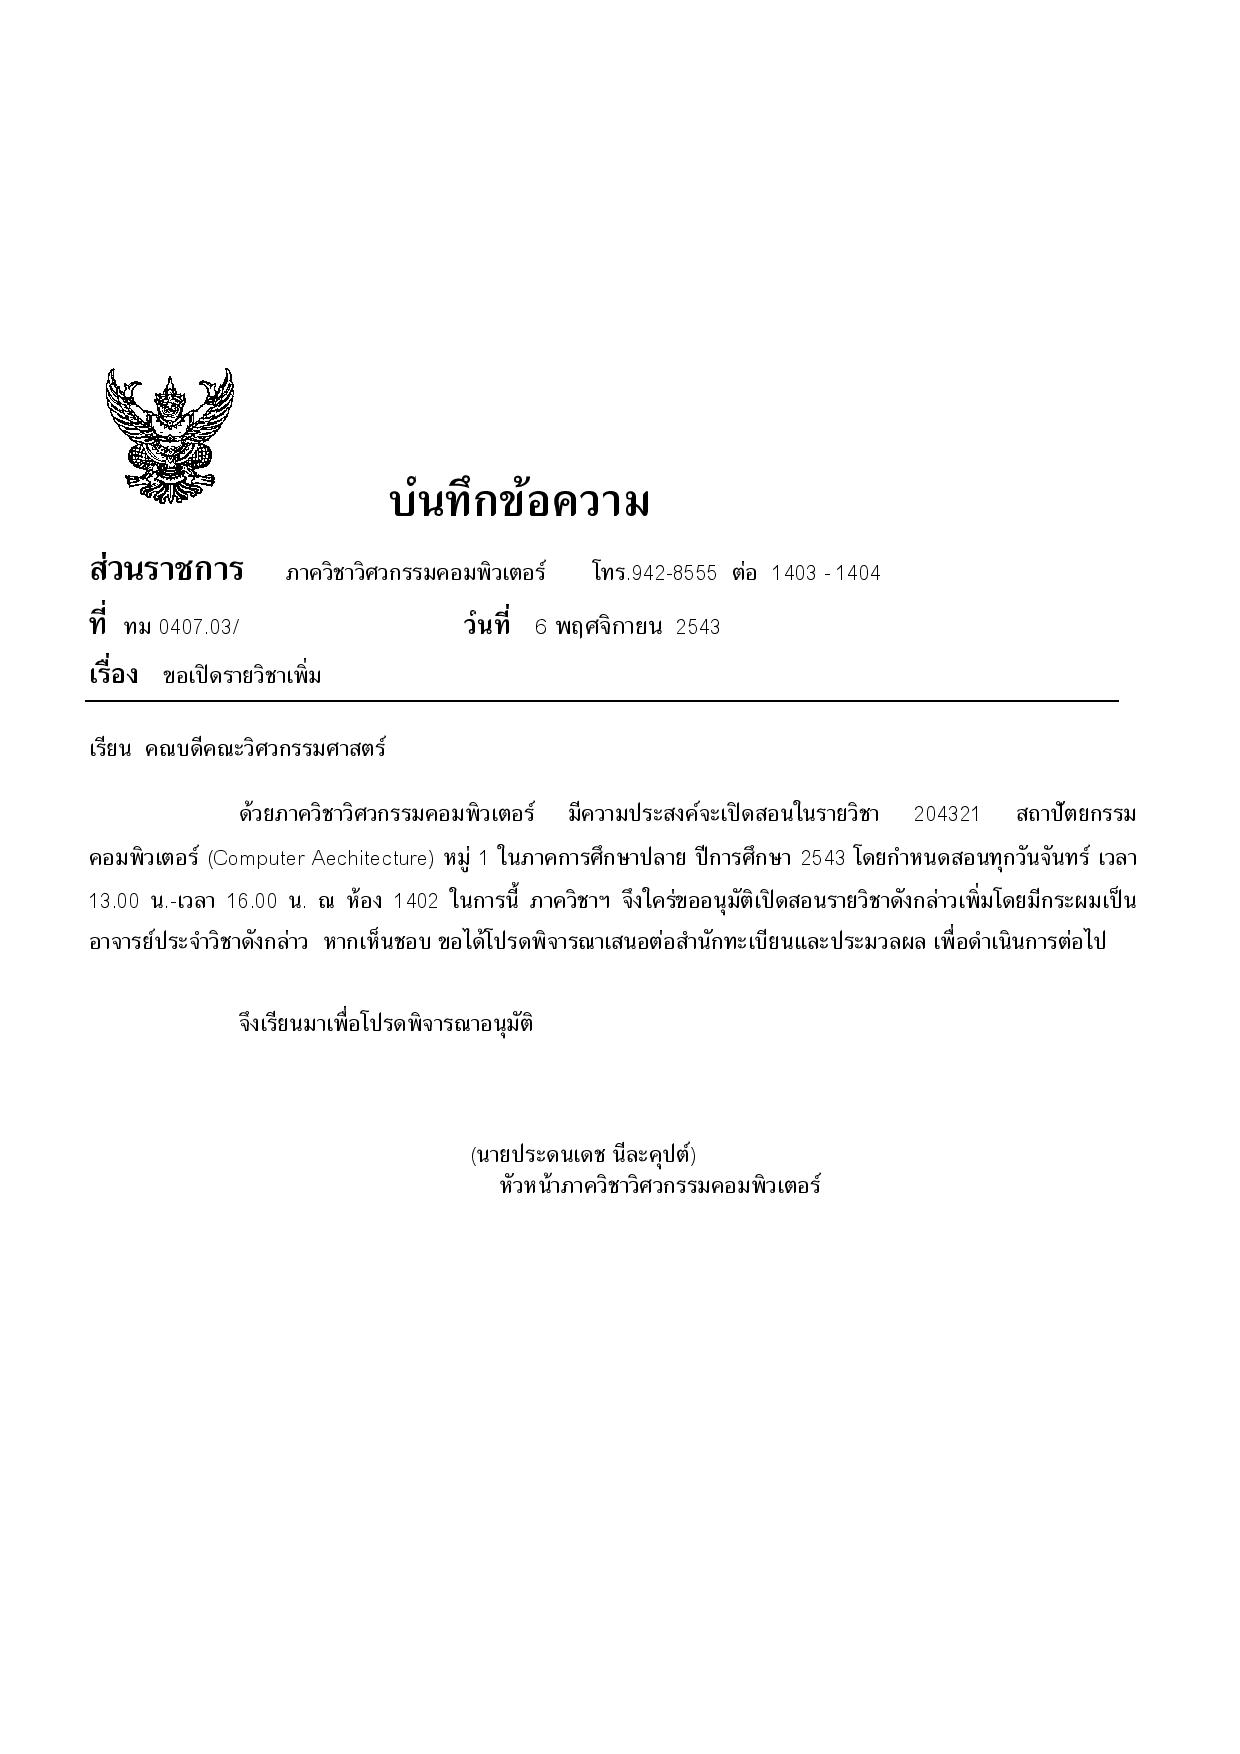 บันทึกข้อความ
ส่วนราชการ ภาควิชาวิศวกรรมคอมพิวเตอร์ โทร.942-8555 ต่อ 1403 - 1404
ที่ ทม 0407.03/ วันที่ 6 พฤศจิกายน 2543
เรื่อง ขอเปิดรายวิชาเพิ่ม
เรียน คณบดีคณะวิศวกรรมศาสตร์
ด้วยภาควิชาวิศวกรรมคอมพิวเตอร์ มีความประสงค์จะเปิดสอนในรายวิชา 204321 สถาปัตยกรรม
คอมพิวเตอร์ (Computer Aechitecture) หมู่ 1 ในภาคการศึกษาปลาย ปีการศึกษา 2543 โดยกำหนดสอนทุกวันจันทร์ เวลา
13.00 น.-เวลา 16.00 น. ณ ห้อง 1402 ในการนี้ ภาควิชาฯ จึงใคร่ขออนุมัติเปิดสอนรายวิชาดังกล่าวเพิ่มโดยมีกระผมเป็น
อาจารย์ประจำวิชาดังกล่าว หากเห็นชอบ ขอได้โปรดพิจารณาเสนอต่อสำนักทะเบียนและประมวลผล เพื่อดำเนินการต่อไป
จึงเรียนมาเพื่อโปรดพิจารณาอนุมัติ
(นายประดนเดช นีละคุปต์)
หัวหน้าภาควิชาวิศวกรรมคอมพิวเตอร์